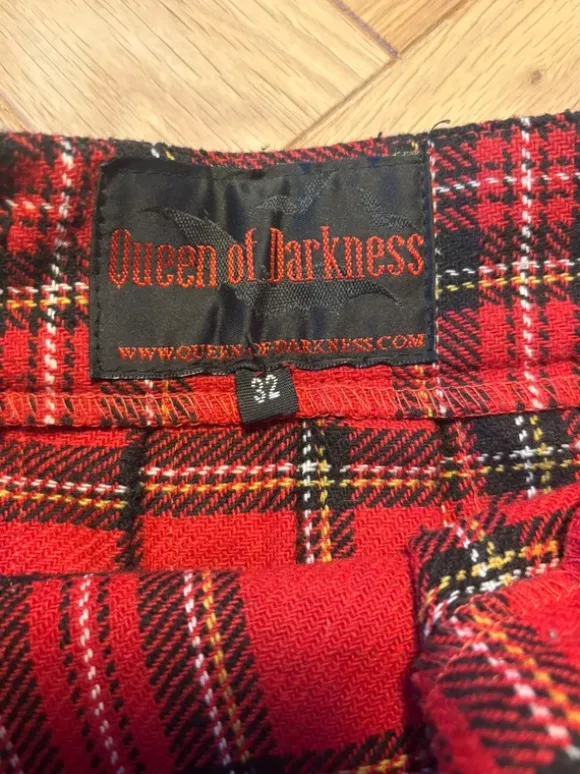 Queen of Darkness
WWW.QUEEN-OF-DARKNESS.COM
32